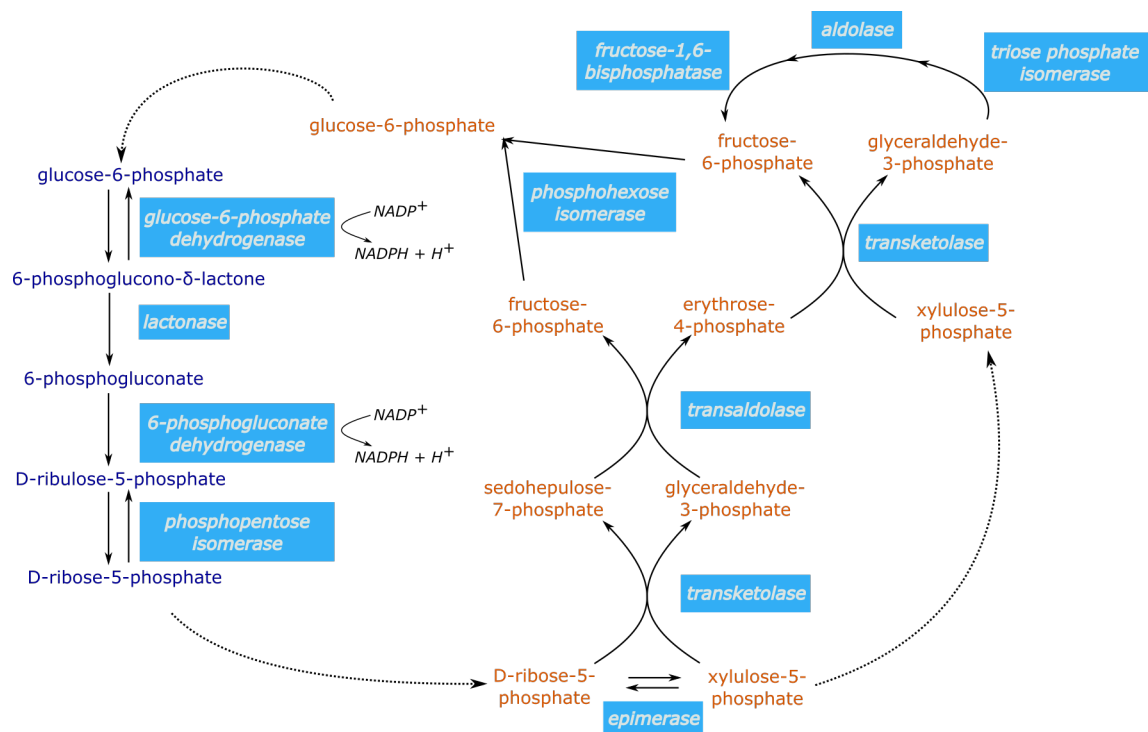 glucose-6-phosphate
glucose-6-phosphate
glucose-6-phosphate
dehydrogenase
NADP+
NADPH + H+
6-phosphoglucono-δ-lactone
lactonase
6-phosphogluconate
6-phosphogluconate
dehydrogenase
NADP+
NADPH + H+
D-ribulose-5-phosphate
phosphopentose
isomerase
D-ribose-5-phosphate
D-ribose-5-
phosphate
epimerase
xylulose-5-
phosphate
transketolase
sedohepulose-
7-phosphate
glyceraldehyde-
3-phosphate
transaldolase
fructose-
6-phosphate
erythrose-
4-phosphate
xylulose-5-
phosphate
transketolase
phosphohexose
isomerase
fructose-
6-phosphate
glyceraldehyde-
3-phosphate
fructose-1,6-
bisphosphatase
aldolase
triose phosphate
isomerase